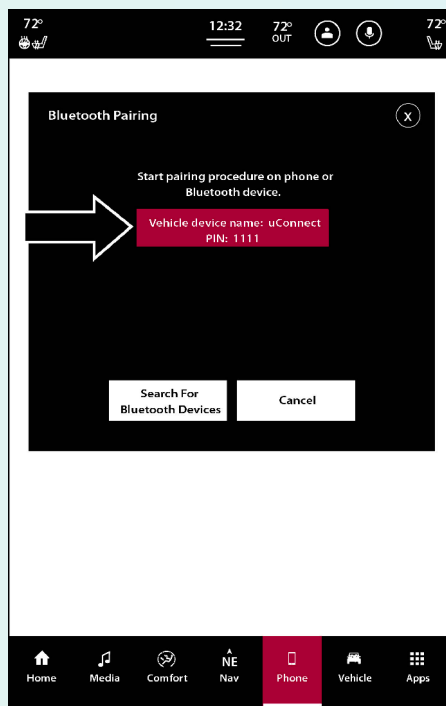 72°
12:32
72°
OUT
72°
Bluetooth Pairing
X
Start pairing procedure on phone or
Bluetooth device.
Vehicle device name: uConnect
PIN: 1111
Search For
Bluetooth Devices
Cancel
NE
Home
Media
Comfort
Nav
Phone
Vehicle
Apps